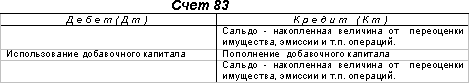 Счет 83
Дебет (Дт)
Кредит (Кт)
Сальдо - накопленная величина от переоценки
имущества, эмиссии и т.п. операций.
Использование добавочного капитала
Пополнение добавочного капитала
Сальдо - накопленная величина от переоценки
имущества, эмиссии и т.п. операций.